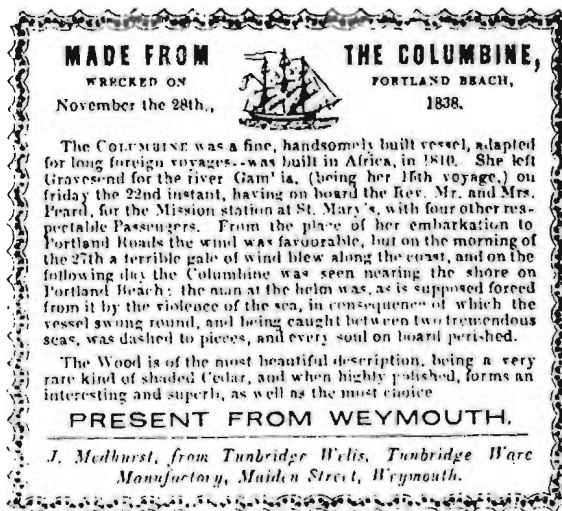 MADE FROM THE COLUMBINE,
WRECKED ON PORTLAND BEACH,
November the 28th., 1838.
The COLUMBINE was a fine, handsomely built vessel, adapted
for long foreign voyages--was built in Africa, in 1810. She left
Gravesend for the river Gam' ia, (being her 15th voyage,) on
friday the 22nd instant, having on board the Rev. Mr. and Mrs.
Peard, for the Mission station at St. Mary's, with four other res-
pectable Passengers. From the place of her embarkation to
Portland Roads the wind was favourable, but on the morning of
the 27th a terrible gale of wind blew along the coast, and on the
following day the Columbine was seen nearing the shore on
Portland Beach; the man at the helm was, as is supposed forced
from it by the violence of the sea, in consequence of which the
vessel swung round, and being caught between two tremendous
seas, was dashed to pieces, and every soul on board perished.
The Wood is of the most beautiful description, being a very
rare kind of shaded Cedar, and when highly polished, forms an
interesting and superb, as well as the most choice
PRESENT FROM WEYMOUTH.
J. Medhurst, from Tunbridge Wells, Tunbridge Ware
Manufactory, Maiden Street, Weymouth.